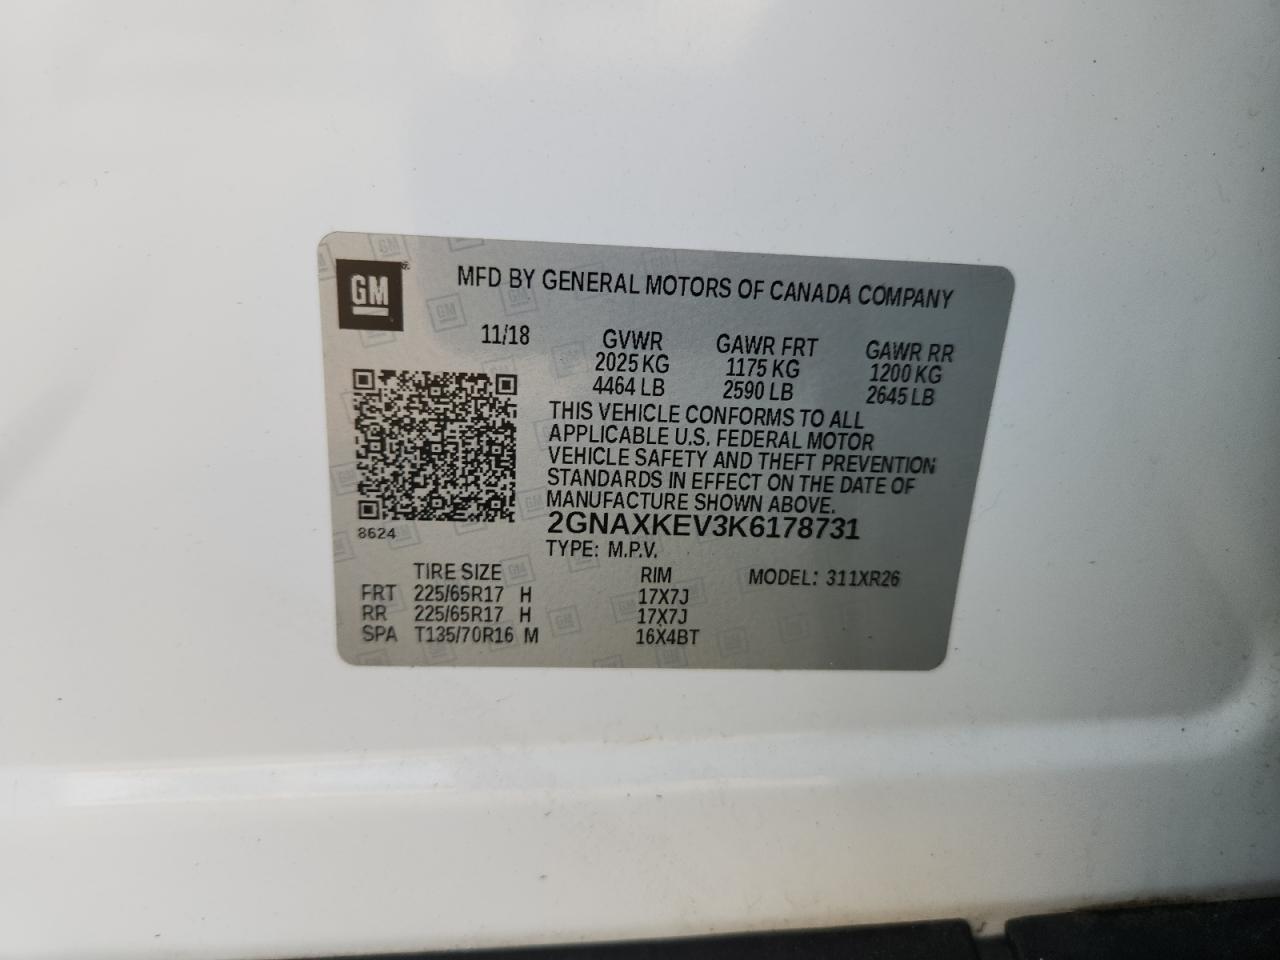 GM
MFD BY GENERAL MOTORS OF CANADA COMPANY
11/18 GVWR GAWR FRT GAWR RR
2025 KG 1175 KG 1200 KG
4464 LB 2590 LB 2645 LB
THIS VEHICLE CONFORMS TO ALL
APPLICABLE U.S. FEDERAL MOTOR
VEHICLE SAFETY AND THEFT PREVENTION
STANDARDS IN EFFECT ON THE DATE OF
MANUFACTURE SHOWN ABOVE.
8624
2GNAXKEV3K6178731
TYPE: M.P.V.
TIRE SIZE RIM MODEL: 311XR26
FRT 225/65R17 H 17X7J
RR 225/65R17 H 17X7J
SPA T135/70R16 M 16X4BT